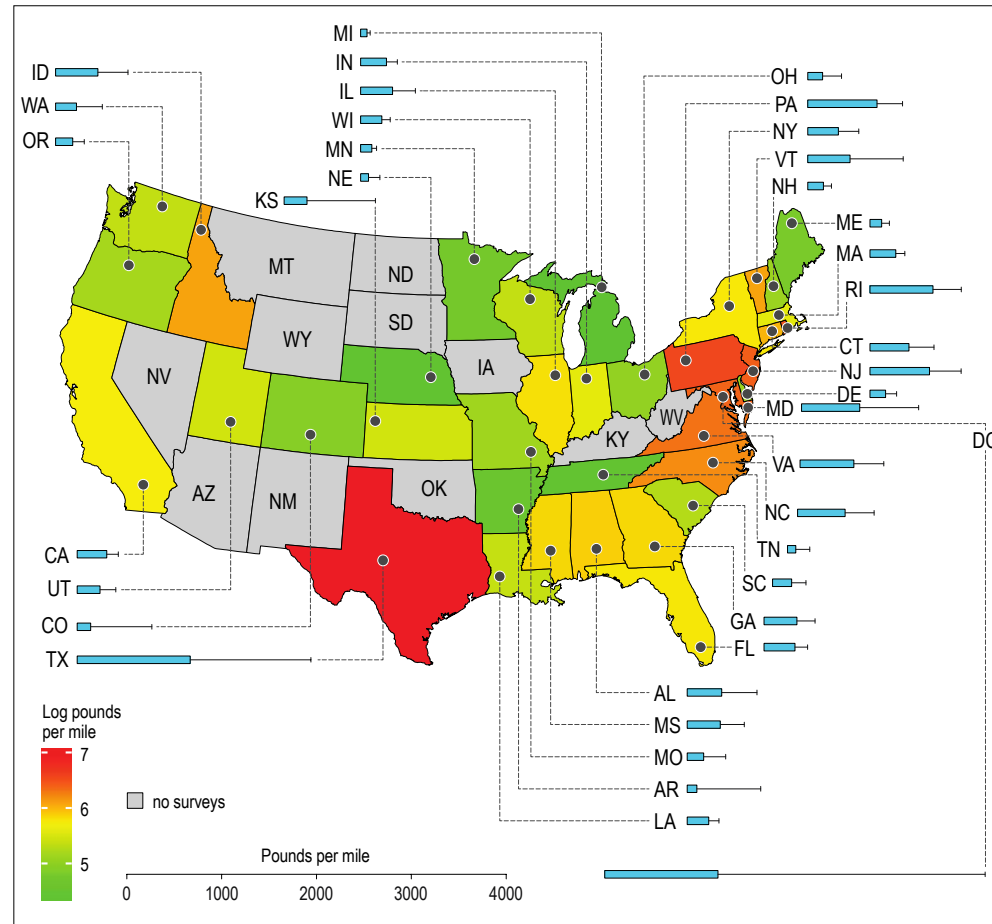 MI
IN
IL
WI
MN
NE
KS
ID
WA
OR
OH
PA
NY
VT
NH
ME
MA
RI
CT
NJ
DE
MD
DC
VA
NC
TN
SC
GA
FL
MT
ND
SD
WY
NV
IA
WV
KY
AZ
NM
OK
CA
UT
CO
TX
AL
MS
MO
AR
LA
Log pounds
per mile
7
6
5
no surveys
Pounds per mile
0 1000 2000 3000 4000